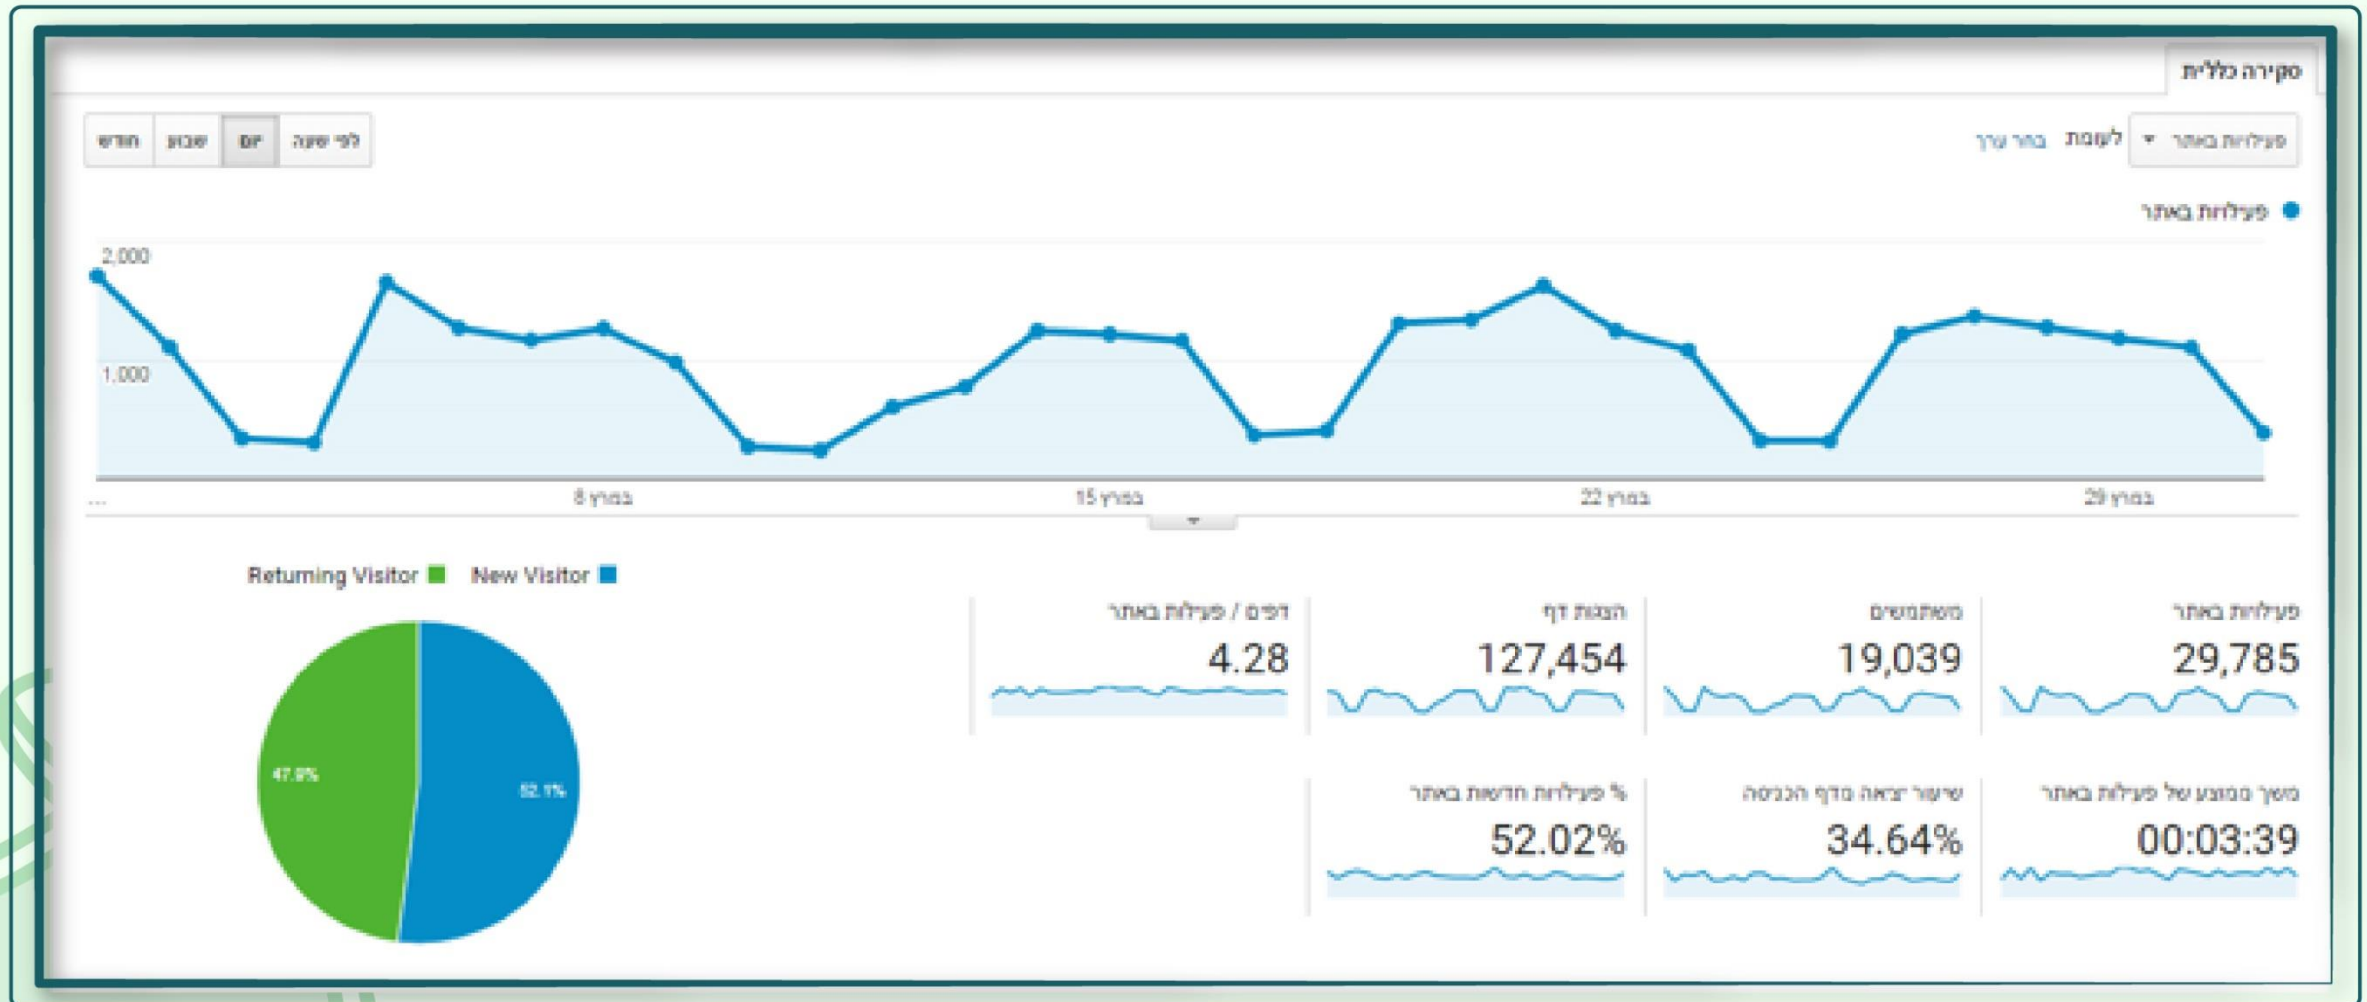 סקירה כללית
פעילויות באתר לעומת בחר ערך
לפי שעה יום שבוע חודש
פעילויות באתר
2,000
1,000
...
8 במרץ
15 במרץ
22 במרץ
29 במרץ
Returning Visitor New Visitor
47.9%
52.1%
פעילויות באתר
29,785
משתמשים
19,039
הצגות דף
127,454
דפים / פעילות באתר
4.28
משך ממוצע של פעילות באתר
00:03:39
שיעור יציאה מדף הכניסה
34.64%
% פעילויות חדשות באתר
52.02%